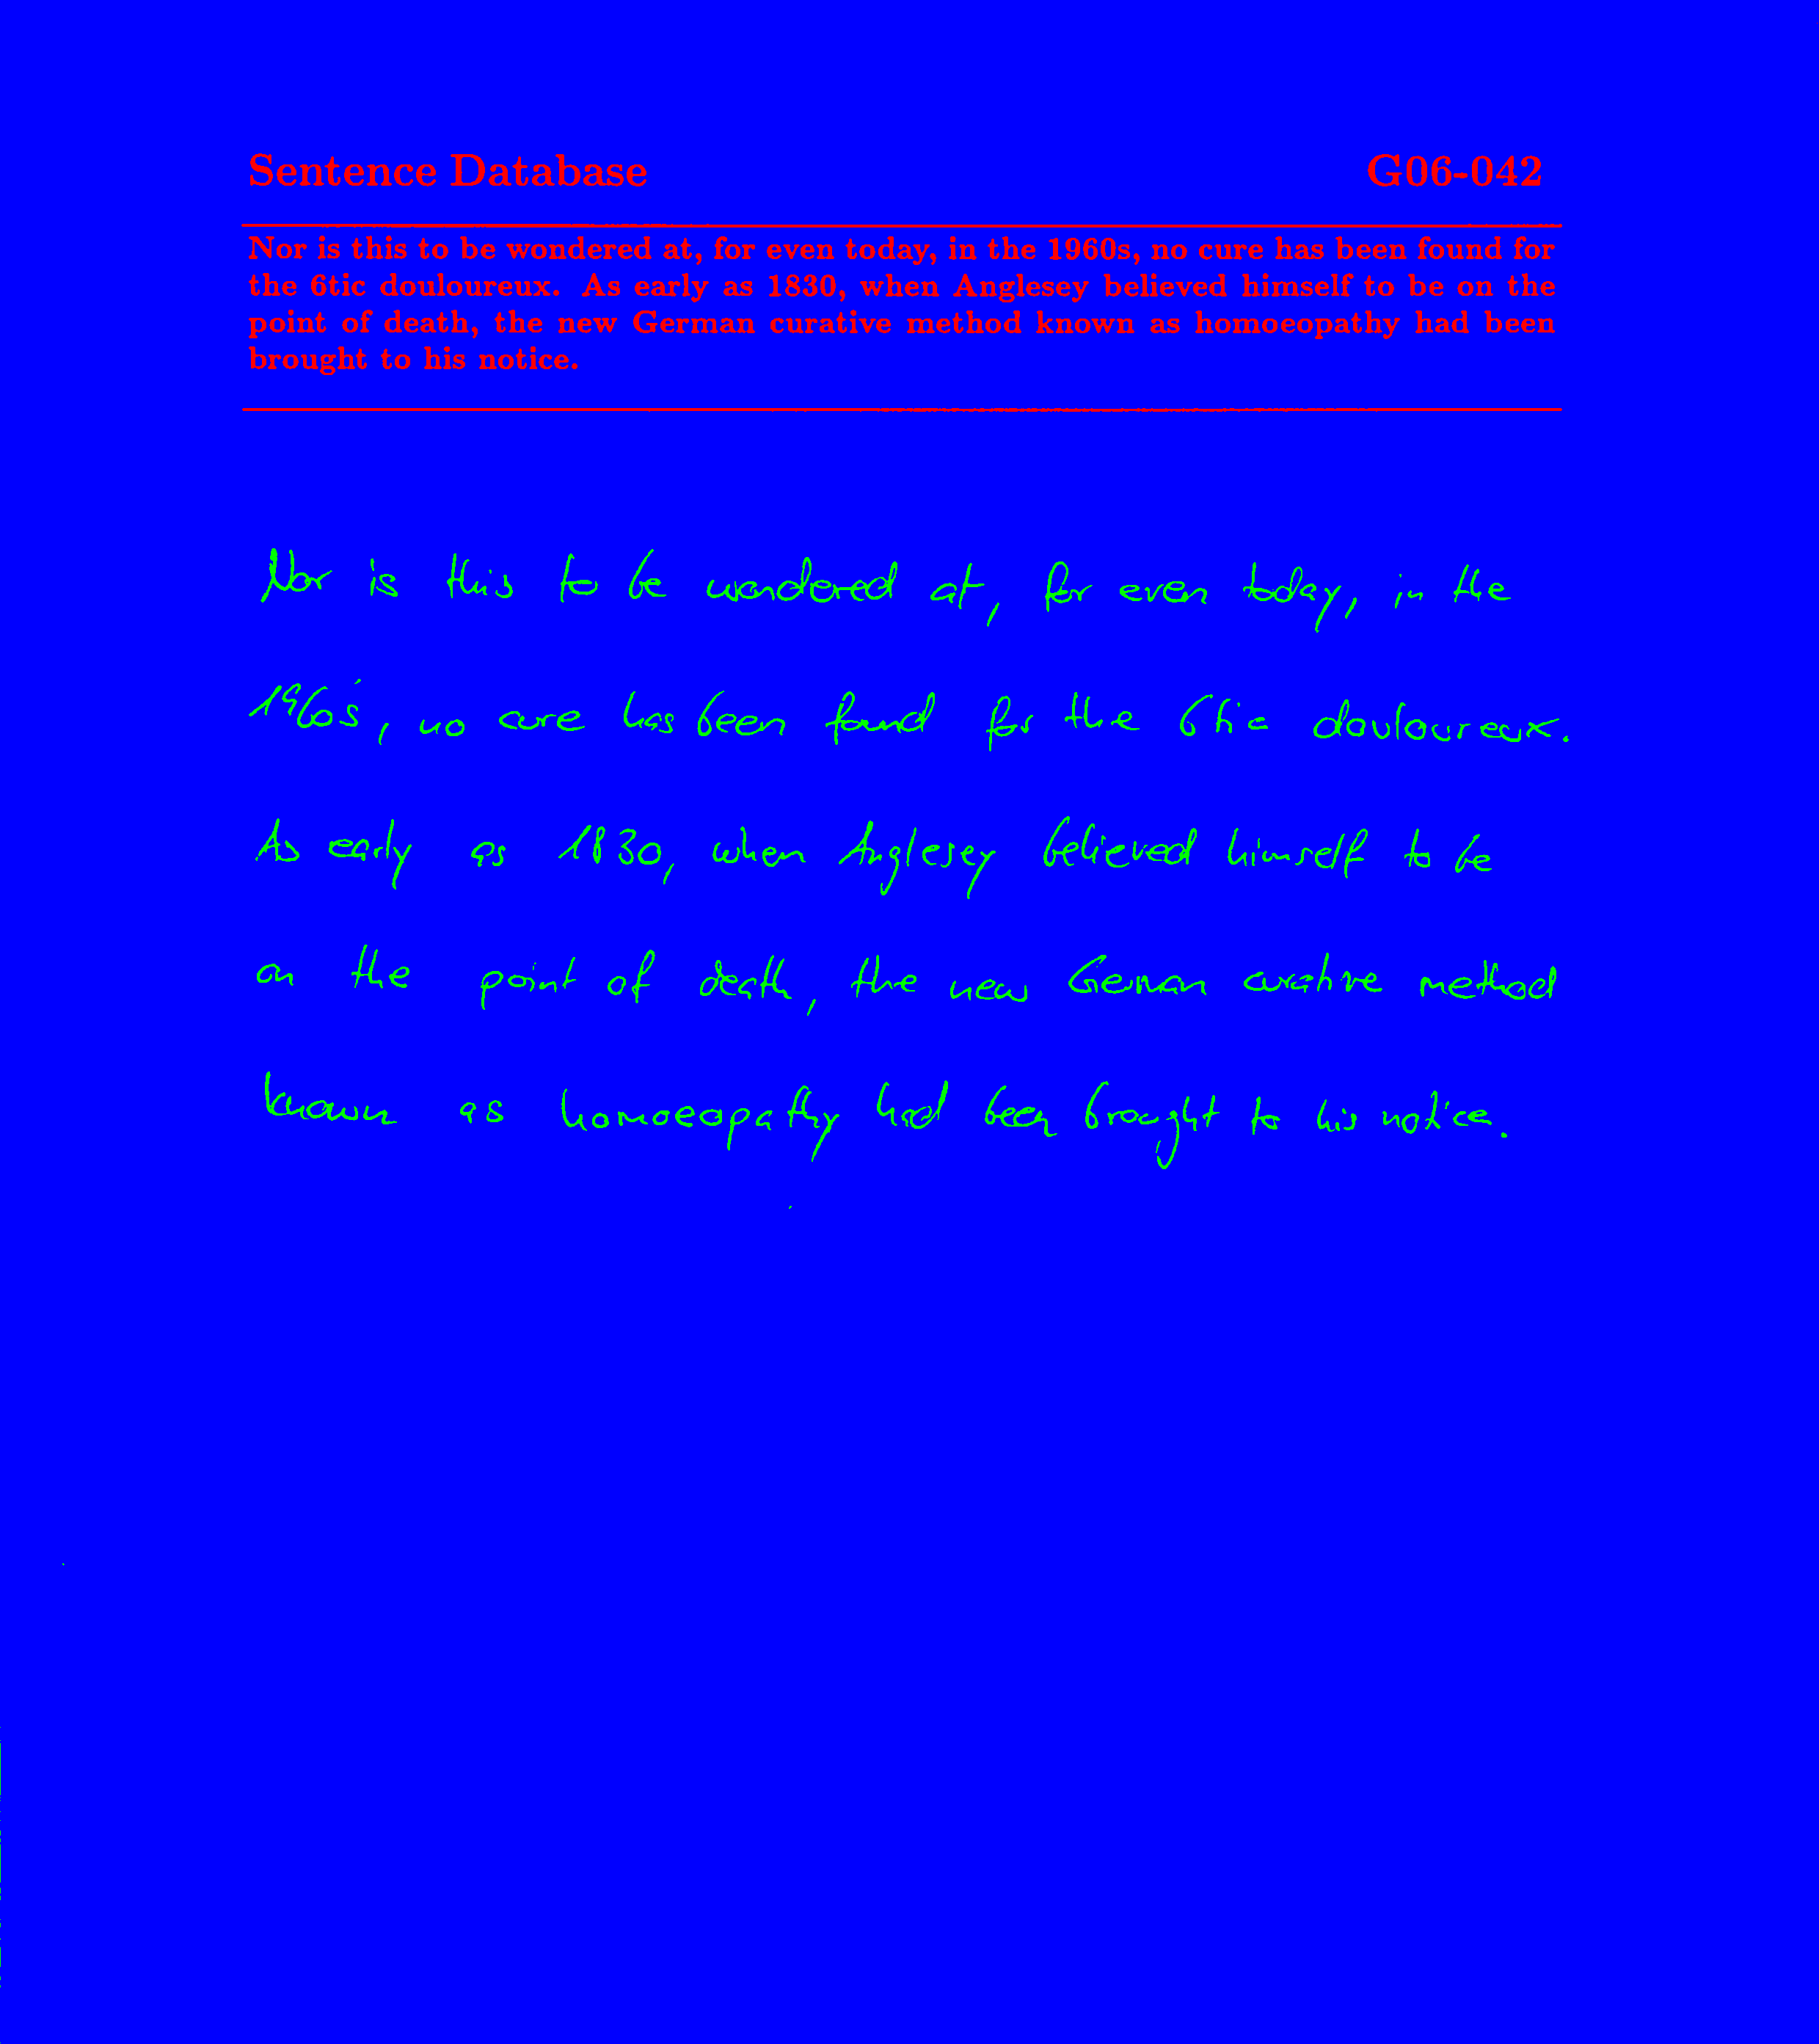 Sentence Database G06-042
Nor is this to be wondered at, for even today, in the 1960s, no cure has been found for
the 6tic douloureux. As early as 1830, when Anglesey believed himself to be on the
point of death, the new German curative method known as homoeopathy had been
brought to his notice.
Nor is this to be wondered at, for even today, in the
1960's, no cure has been found for the 6tic douloureux.
As early as 1830, when Anglesey believed himself to be
on the point of death, the new German curative method
known as homoeopathy had been brought to his notice.